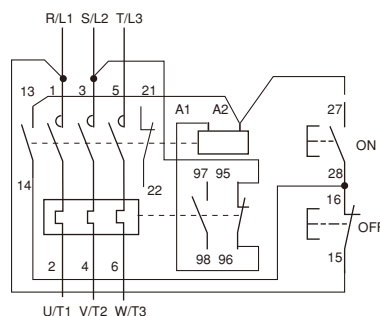 R/L1 S/L2 T/L3
13 1 3 5 21 A1 A2 27
ON
14 22 97 95 28
16
OFF
98 96 15
2 4 6
U/T1 V/T2 W/T3